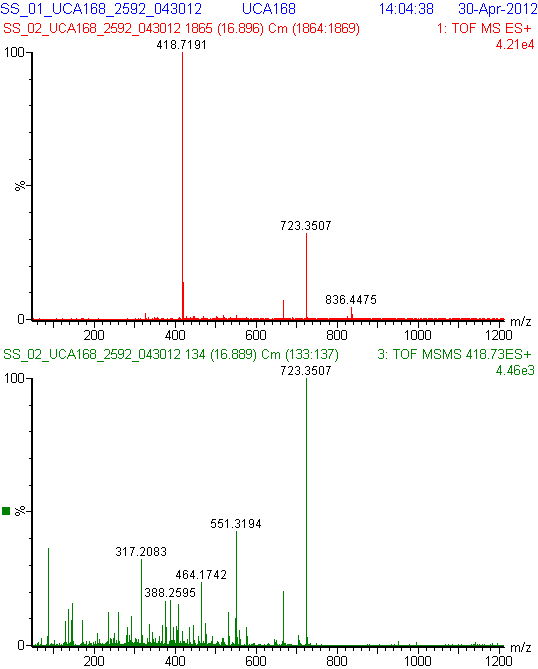 SS_01_UCA168_2592_043012 UCA168 14:04:38 30-Apr-2012
SS_02_UCA168_2592_043012 1865 (16.896) Cm (1864:1869) 1: TOF MS ES+
418.7191 4.21e4
100
%
723.3507
836.4475
0
200 400 600 800 1000 1200 m/z
SS_02_UCA168_2592_043012 134 (16.889) Cm (133:137) 3: TOF MSMS 418.73ES+
723.3507 4.46e3
100
%
551.3194
317.2083
464.1742
388.2595
0
200 400 600 800 1000 1200 m/z